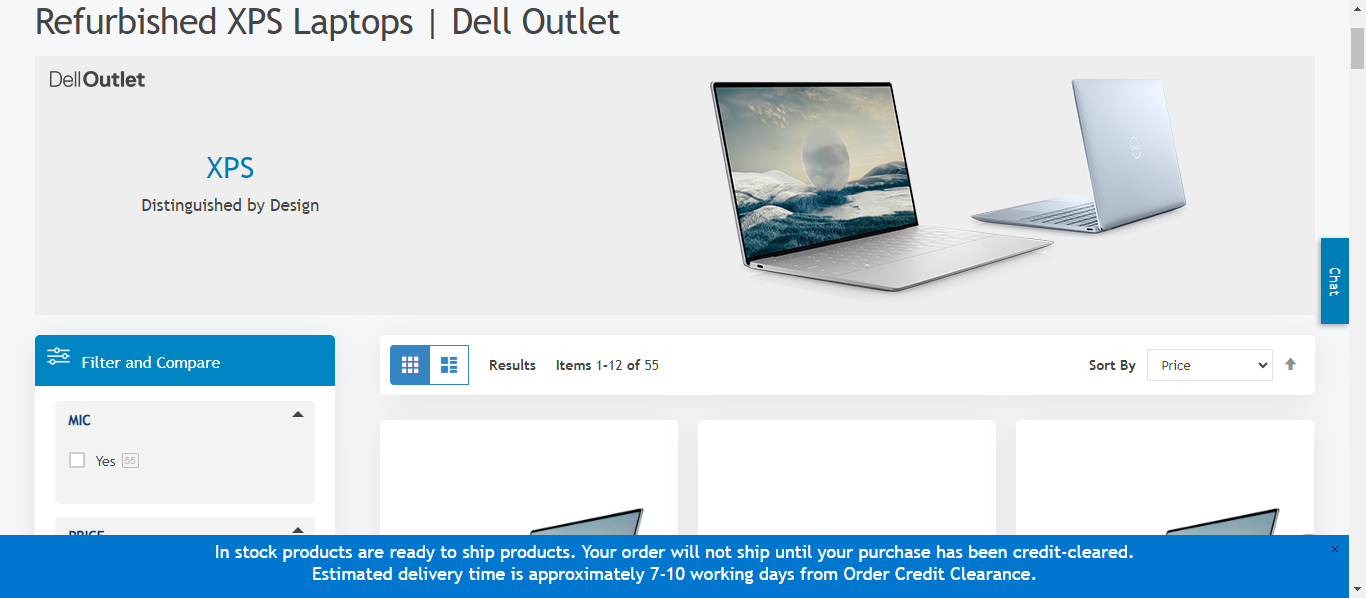 Refurbished XPS Laptops | Dell Outlet
DellOutlet
XPS
Distinguished by Design
Chat
Filter and Compare
Results Items 1-12 of 55
Sort By Price
MIC
Yes 55
PRICE
In stock products are ready to ship products. Your order will not ship until your purchase has been credit-cleared.
Estimated delivery time is approximately 7-10 working days from Order Credit Clearance.